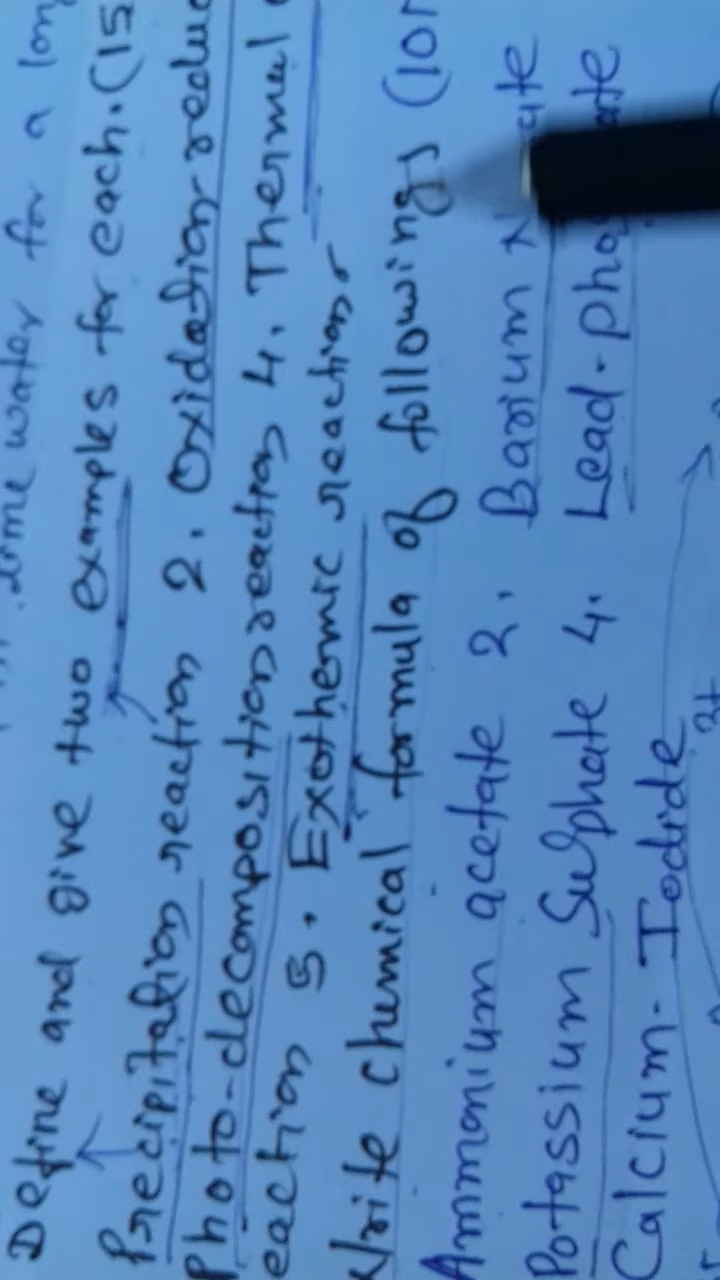 lime water for a long
Define and give two examples for each. (15
Precipitation reaction 2. Oxidation reduc
Photo-decomposition reaction 4. Thermal
eaction 5. Exothermic reaction
Write chemical formula of followings (10
Ammonium acetate 2. Barium
Potassium Sulphate 4. Lead-
Calcium-Iodide
3+